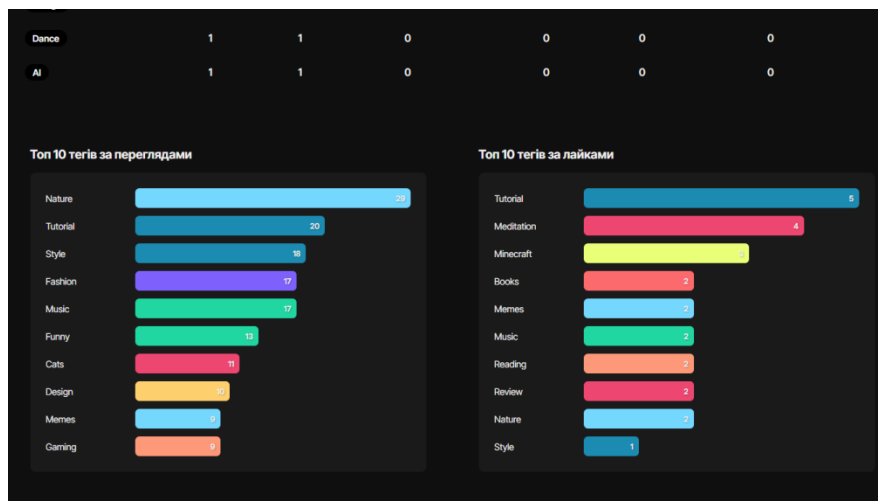 Dance 1 1 0 0 0 0
AI 1 1 0 0 0 0
Топ 10 тегів за переглядами
Nature 29
Tutorial 20
Style 18
Fashion 17
Music 17
Funny 13
Cats 11
Design 10
Memes 9
Gaming 9
Топ 10 тегів за лайками
Tutorial 5
Meditation 4
Minecraft
Books 2
Memes 2
Music 2
Reading 2
Review 2
Nature 2
Style 1